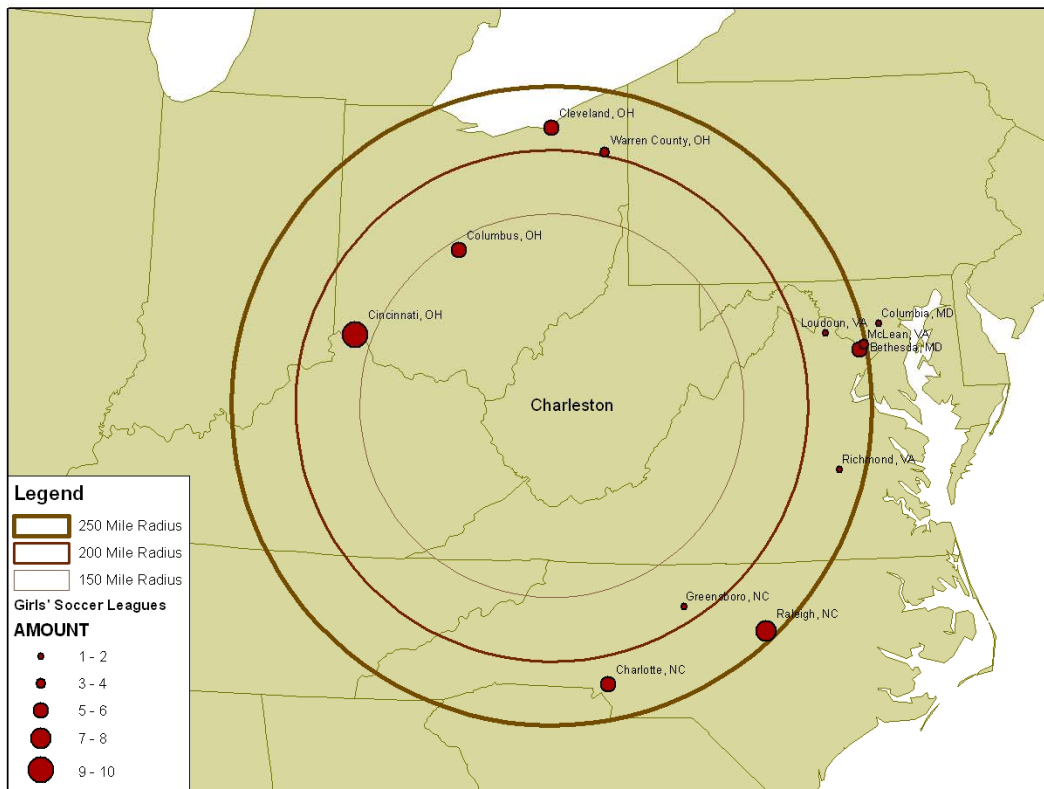 Cleveland, OH
Warren County, OH
Columbus, OH
Cincinnati, OH
Columbia, MD
Loudoun, VA
McLean, VA
Bethesda, MD
Charleston
Richmond, VA
Greensboro, NC
Raleigh, NC
Charlotte, NC
Legend
250 Mile Radius
200 Mile Radius
150 Mile Radius
Girls' Soccer Leagues
AMOUNT
1 - 2
3 - 4
5 - 6
7 - 8
9 - 10